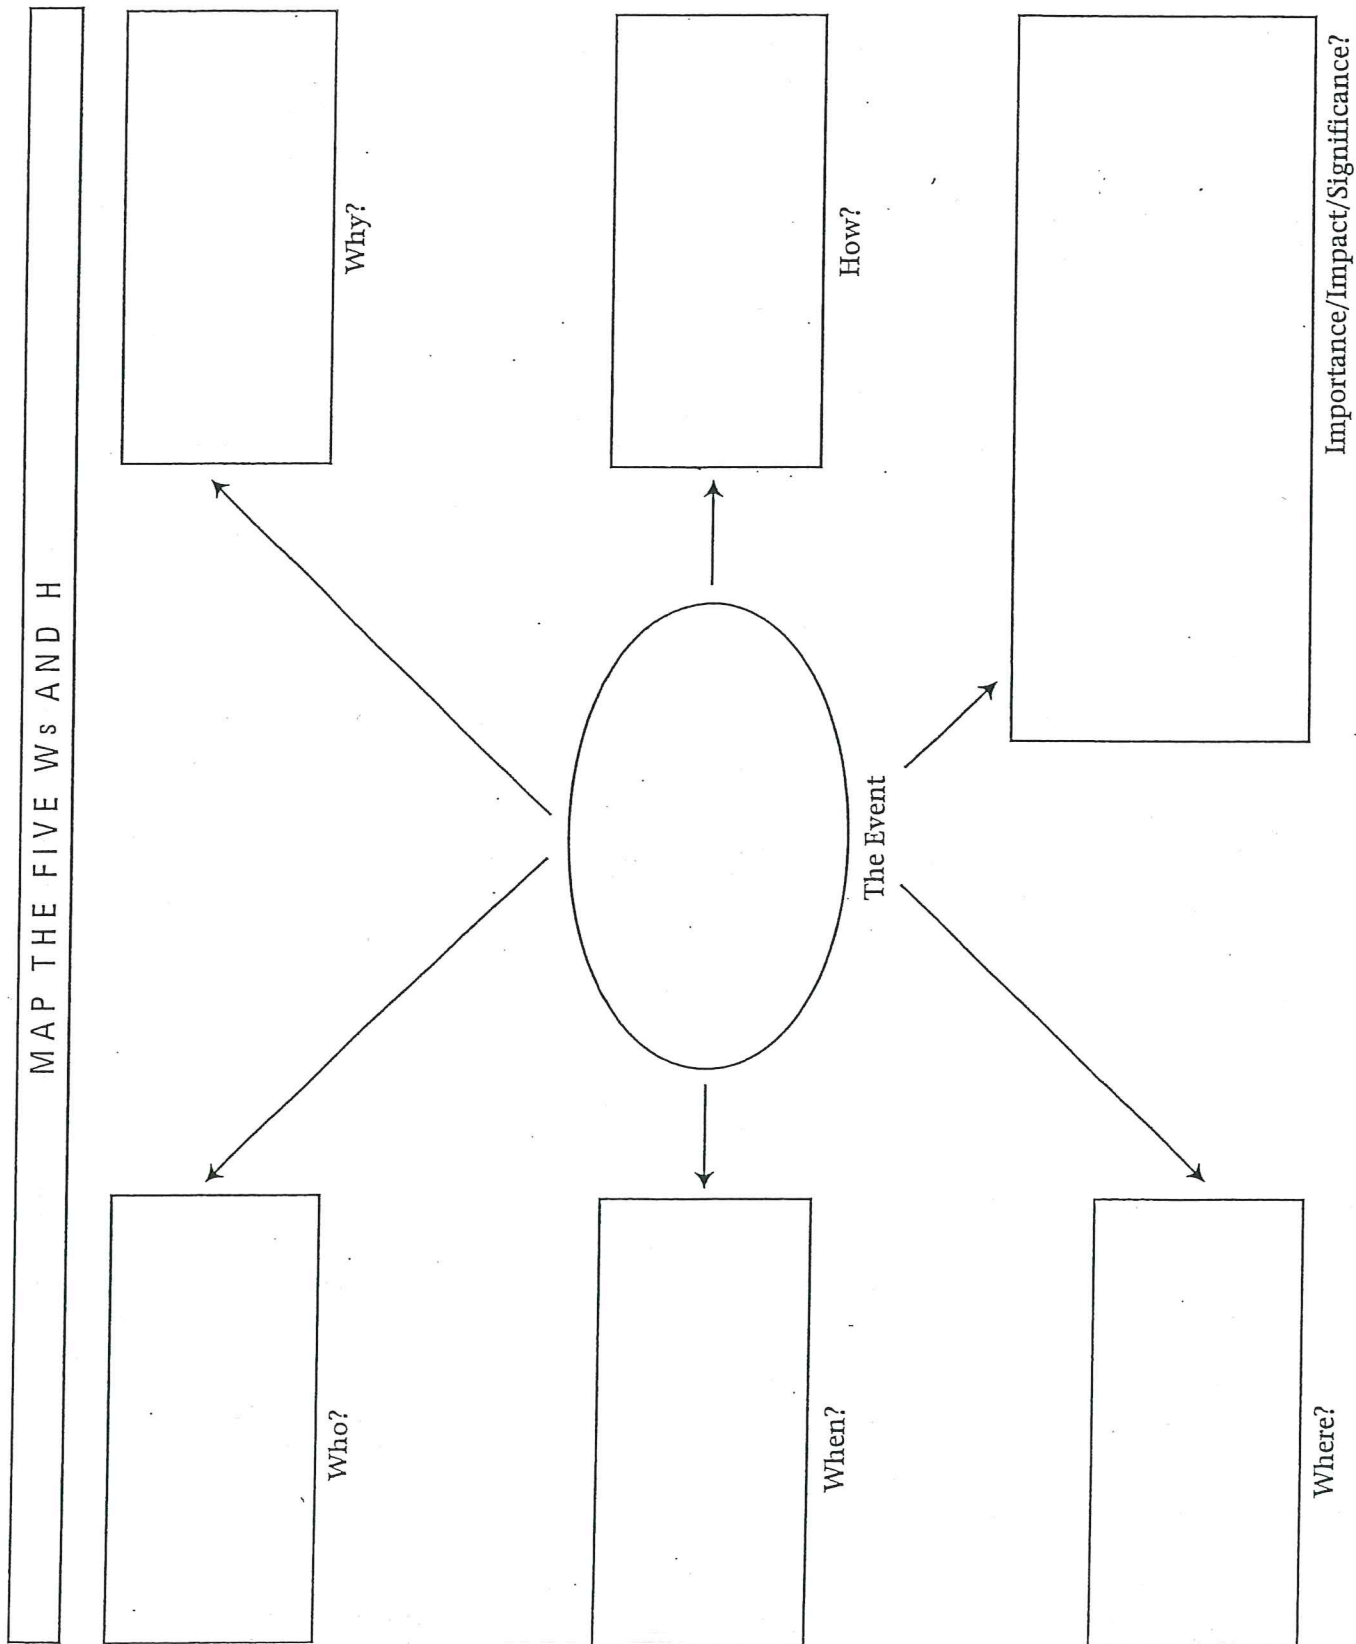 MAP THE FIVE Ws AND H
Who?
Why?
When?
The Event
How?
Where?
Importance/Impact/Significance?